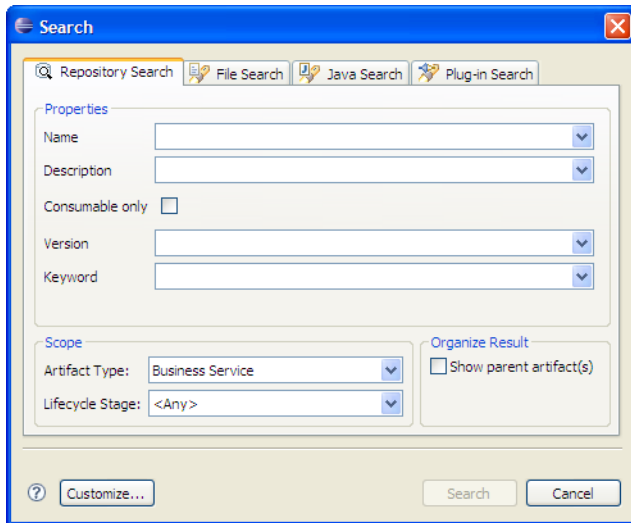 Search
Repository Search File Search Java Search Plug-in Search
Properties
Name
Description
Consumable only
Version
Keyword
Scope
Artifact Type: Business Service
Lifecycle Stage: <Any>
Organize Result
Show parent artifact(s)
? Customize... Search Cancel